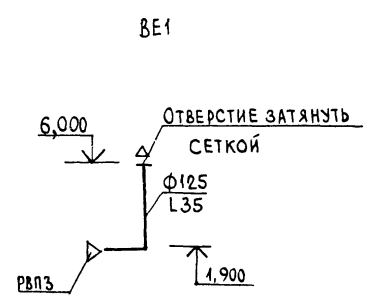 ВЕ1
ОТВЕРСТИЕ ЗАТЯНУТЬ
СЕТКОЙ
6,000
Ф125
L35
РВП3
1,900